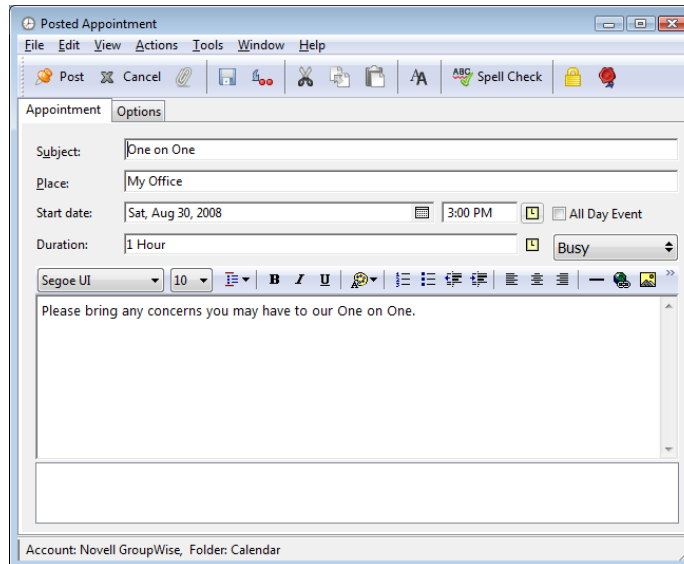 Posted Appointment
File Edit View Actions Tools Window Help
Post Cancel ABC Spell Check
Appointment Options
Subject: One on One
Place: My Office
Start date: Sat, Aug 30, 2008 3:00 PM All Day Event
Duration: 1 Hour Busy
Segoe UI 10 B I U
Please bring any concerns you may have to our One on One.
Account: Novell GroupWise, Folder: Calendar